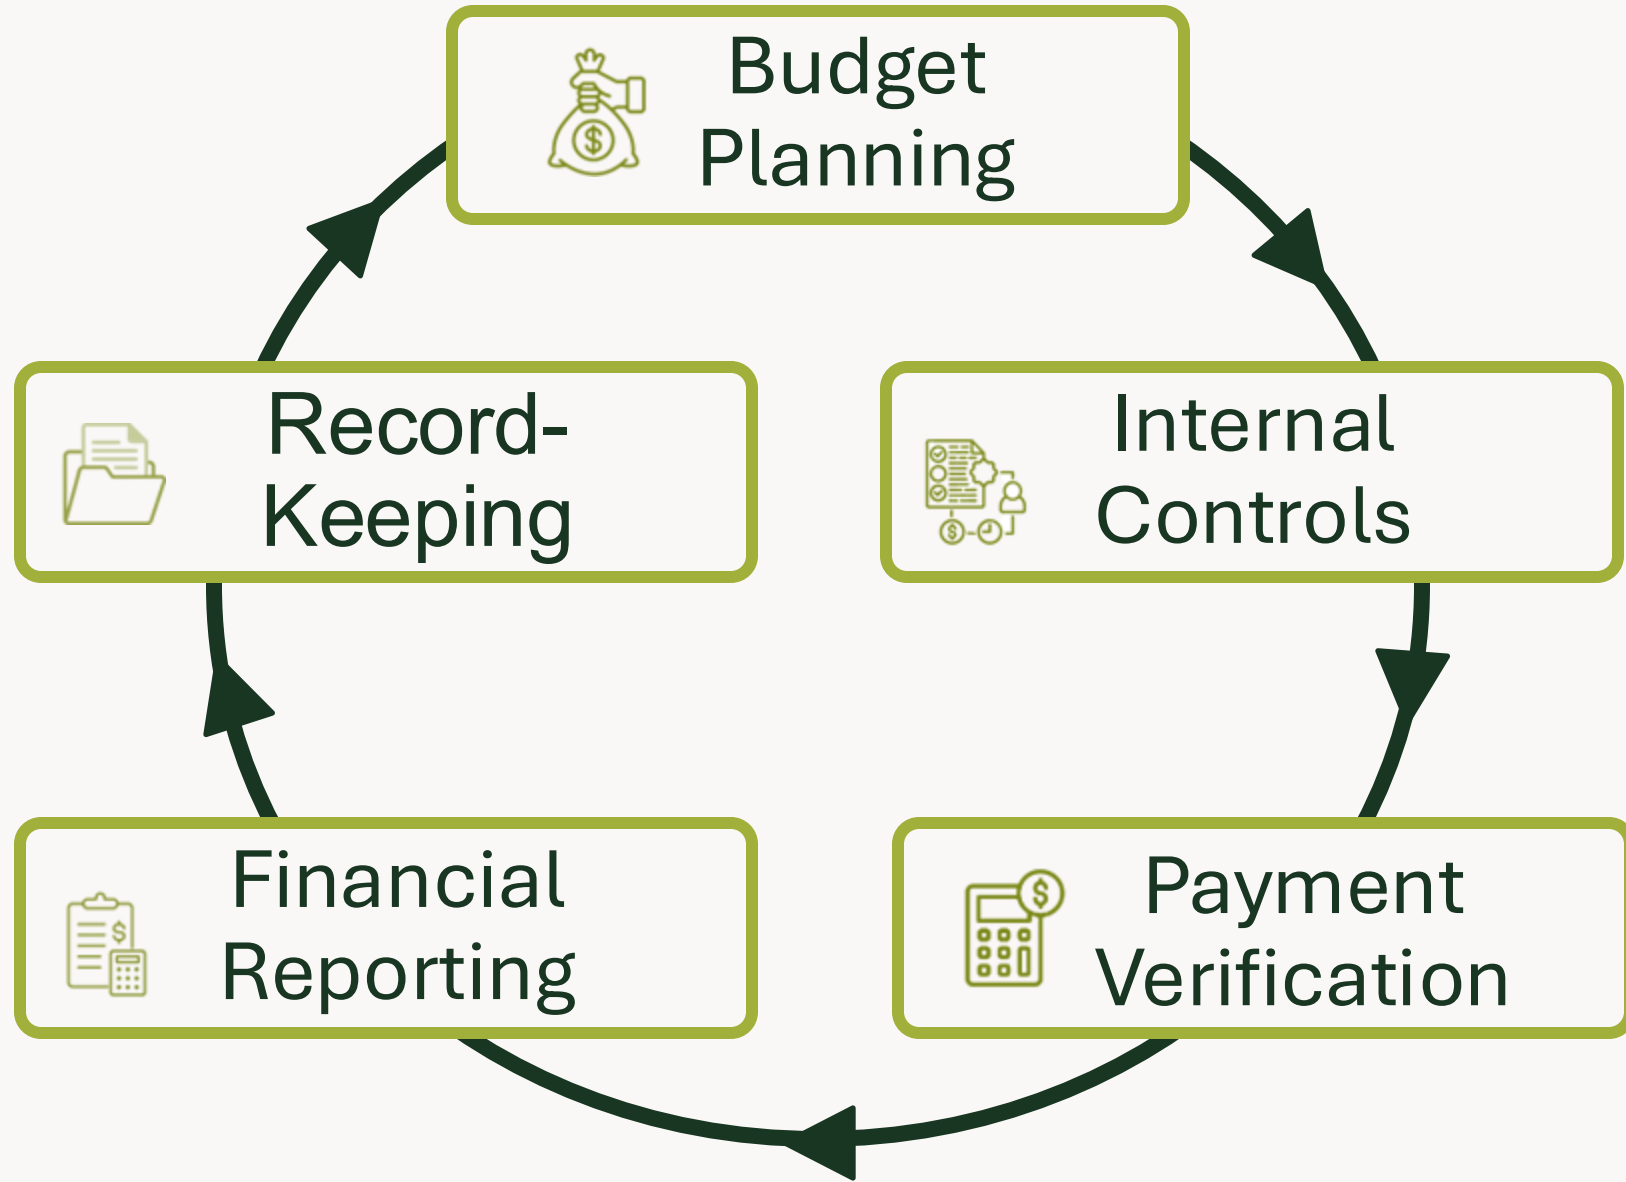 Budget
Planning
Internal
Controls
Payment
Verification
Financial
Reporting
Record-
Keeping
$
$
$
$